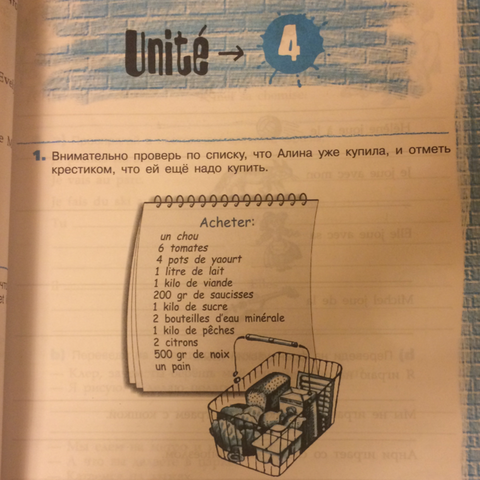 Unité → 4
1. Внимательно проверь по списку, что Алина уже купила, и отметь
крестиком, что ей ещё надо купить.
Acheter:
un chou
6 tomates
4 pots de yaourt
1 litre de lait
1 kilo de viande
200 gr de saucisses
1 kilo de sucre
2 bouteilles d'eau minérale
1 kilo de pêches
2 citrons
500 gr de noix
un pain